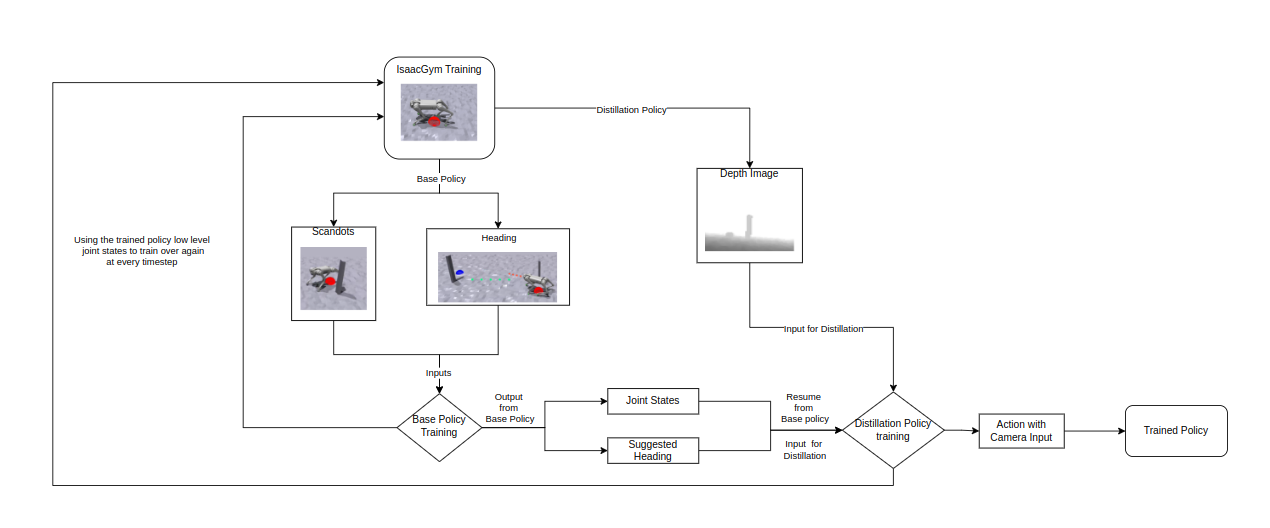 IsaacGym Training
Distillation Policy
Base Policy
Depth Image
Scandots
Heading
Using the trained policy low level
joint states to train over again
at every timestep
Input for Distillation
Inputs
Base Policy
Training
Output
from
Base Policy
Joint States
Suggested
Heading
Resume
from
Base policy
Input for
Distillation
Distillation Policy
training
Action with
Camera Input
Trained Policy